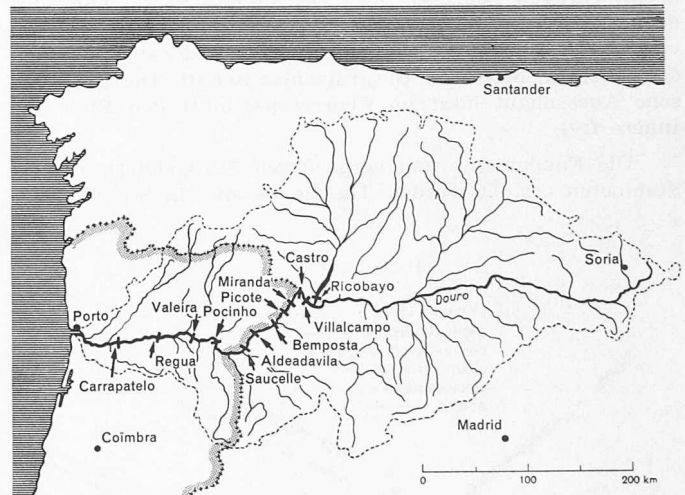 Santander
Castro
Soria
Miranda
Ricobayo
Picote
Douro
Valeira
Pocinho
Porto
Villalcampo
Bemposta
Regua
Aldeadavila
Saucelle
Carrapatelo
Coïmbra
Madrid
0 100 200 km